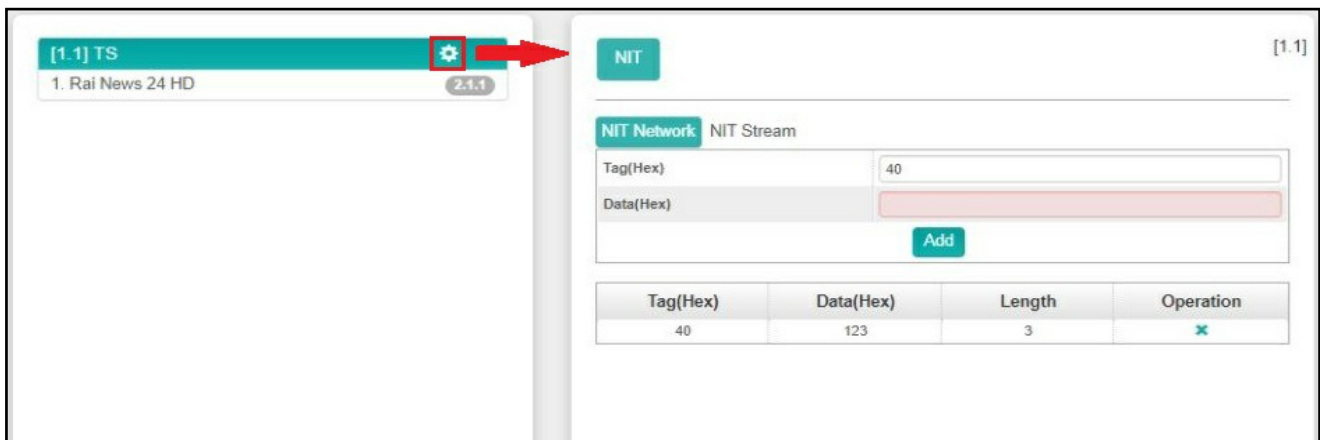 [1.1] TS
1. Rai News 24 HD 2.1.1
[1.1]
NIT
NIT Network NIT Stream
Tag(Hex) 40
Data(Hex)
Add
Tag(Hex) Data(Hex) Length Operation
40 123 3